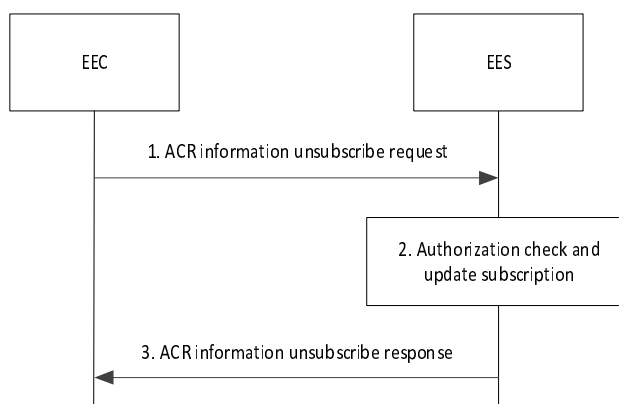 EEC
EES
1. ACR information unsubscribe request
2. Authorization check and
update subscription
3. ACR information unsubscribe response